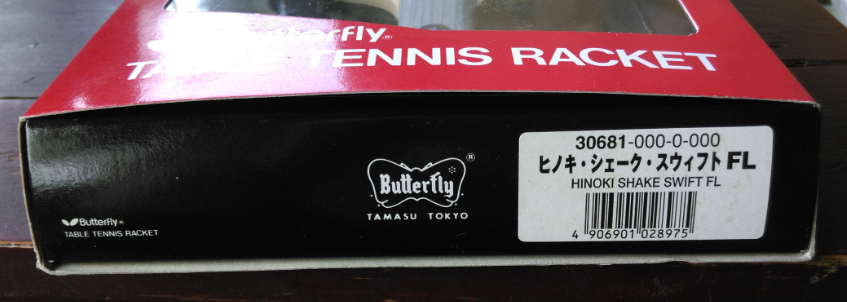 Butterfly®
TABLE TENNIS RACKET
30681-000-0-000
ヒノキ・シェーク・スウィフト FL
HINOKI SHAKE SWIFT FL
4 906901 028975
Butterfly®
TAMASU TOKYO
Butterfly®
TABLE TENNIS RACKET